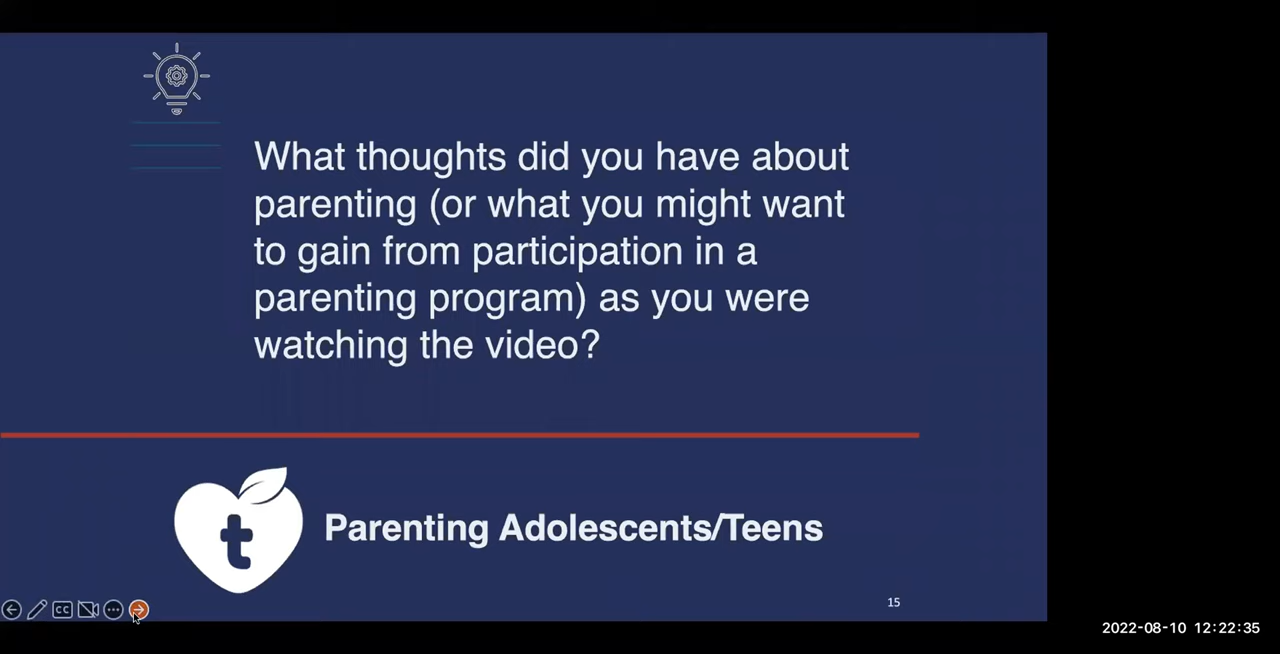 What thoughts did you have about
parenting (or what you might want
to gain from participation in a
parenting program) as you were
watching the video?
t
Parenting Adolescents/Teens
CC
15
2022-08-10 12:22:35